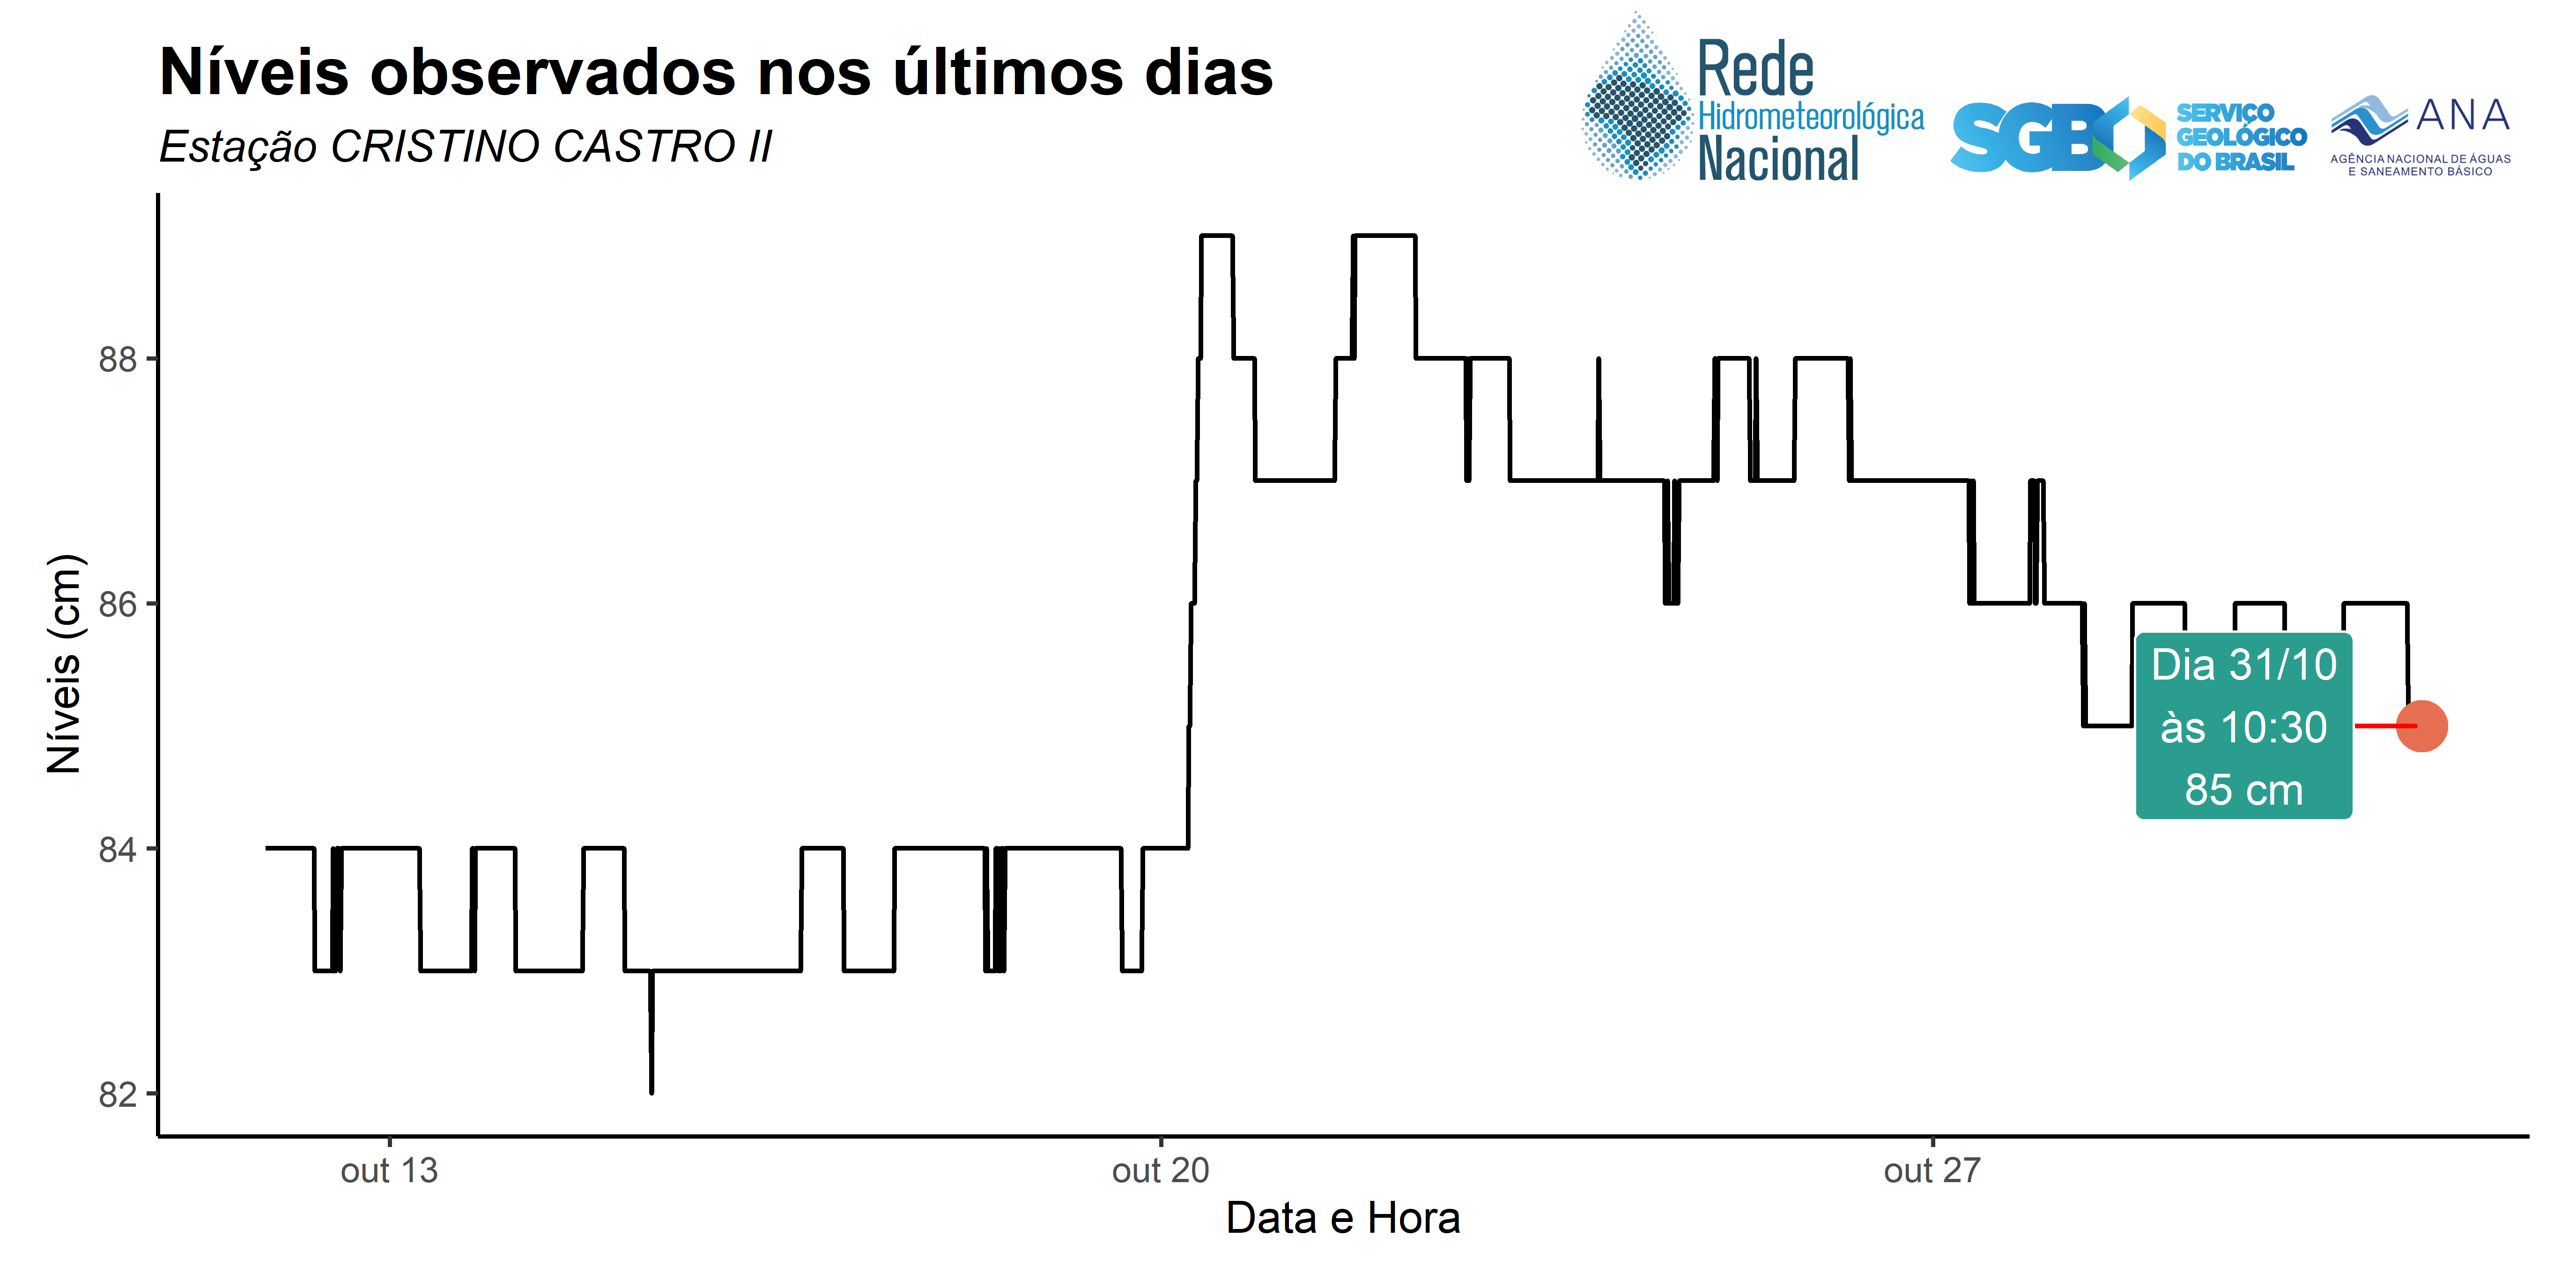 Níveis observados nos últimos dias
Estação CRISTINO CASTRO II
Rede
Hidrometeorológica
Nacional
SGB
SERVIÇO
GEOLÓGICO
DO BRASIL
ANA
AGÊNCIA NACIONAL DE ÁGUAS
E SANEAMENTO BÁSICO
Níveis (cm)
88
86
84
82
Dia 31/10
às 10:30
85 cm
out 13
out 20
out 27
Data e Hora